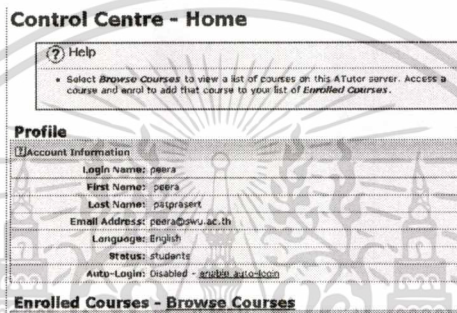 Control Centre - Home
Help
Select Browse Courses to view a list of courses on this ATutor server. Access a
course and enrol to add that course to your list of Enrolled Courses.
Profile
Account Information
Login Name: peera
First Name: peera
Last Name: patprasert
Email Address: peera@swu.ac.th
Language: English
Status: students
Auto-Login: Disabled - enable auto-login
Enrolled Courses - Browse Courses